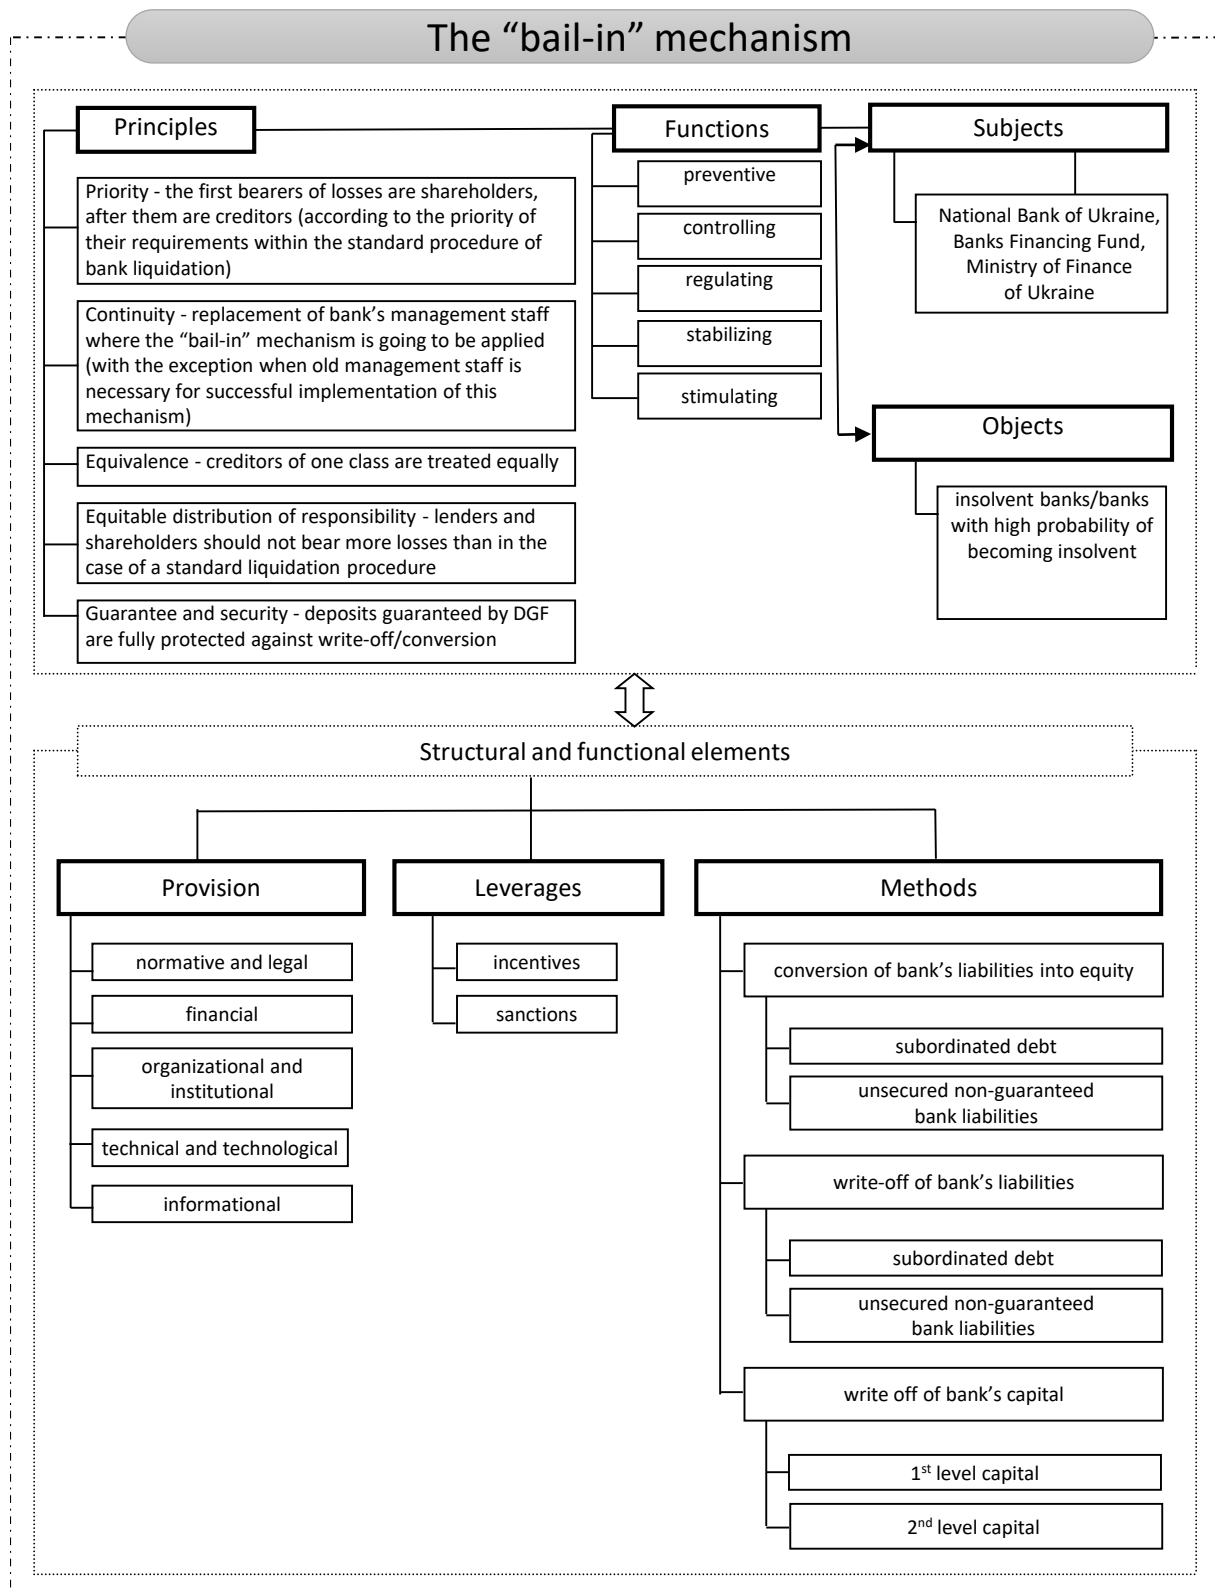 The “bail-in” mechanism
Principles
Priority - the first bearers of losses are shareholders,
after them are creditors (according to the priority of
their requirements within the standard procedure of
bank liquidation)
Continuity - replacement of bank’s management staff
where the “bail-in” mechanism is going to be applied
(with the exception when old management staff is
necessary for successful implementation of this
mechanism)
Equivalence - creditors of one class are treated equally
Equitable distribution of responsibility - lenders and
shareholders should not bear more losses than in the
case of a standard liquidation procedure
Guarantee and security - deposits guaranteed by DGF
are fully protected against write-off/conversion
Functions
preventive
controlling
regulating
stabilizing
stimulating
Subjects
National Bank of Ukraine,
Banks Financing Fund,
Ministry of Finance
of Ukraine
Objects
insolvent banks/banks
with high probability of
becoming insolvent
Structural and functional elements
Provision
normative and legal
financial
organizational and
institutional
technical and technological
informational
Leverages
incentives
sanctions
Methods
conversion of bank’s liabilities into equity
subordinated debt
unsecured non-guaranteed
bank liabilities
write-off of bank’s liabilities
subordinated debt
unsecured non-guaranteed
bank liabilities
write off of bank’s capital
1st level capital
2nd level capital